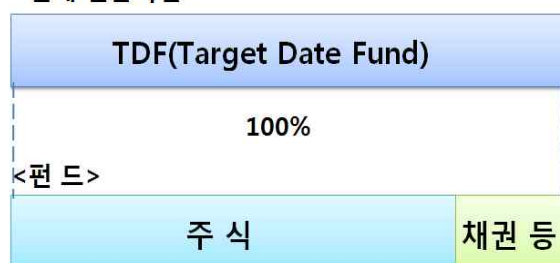 TDF(Target Date Fund)
100%
<펀 드>
주 식 채권 등